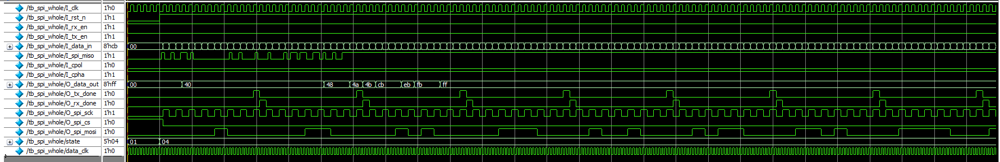 /tb_spi_whole/I_clk 1'h0
/tb_spi_whole/I_rst_n 1'h1
/tb_spi_whole/I_rx_en 1'h1
/tb_spi_whole/I_tx_en 1'h1
/tb_spi_whole/I_data_in 8'hcb 00
/tb_spi_whole/I_spi_miso 1'h1
/tb_spi_whole/I_cpol 1'h0
/tb_spi_whole/I_cpha 1'h1
/tb_spi_whole/O_data_out 8'hff 00 40 48 4a 4b cb eb fb ff
/tb_spi_whole/O_tx_done 1'h0
/tb_spi_whole/O_rx_done 1'h0
/tb_spi_whole/O_spi_sck 1'h1
/tb_spi_whole/O_spi_cs 1'h0
/tb_spi_whole/O_spi_mosi 1'h0
/tb_spi_whole/state 5'h04 01 04
/tb_spi_whole/data_clk 1'h0